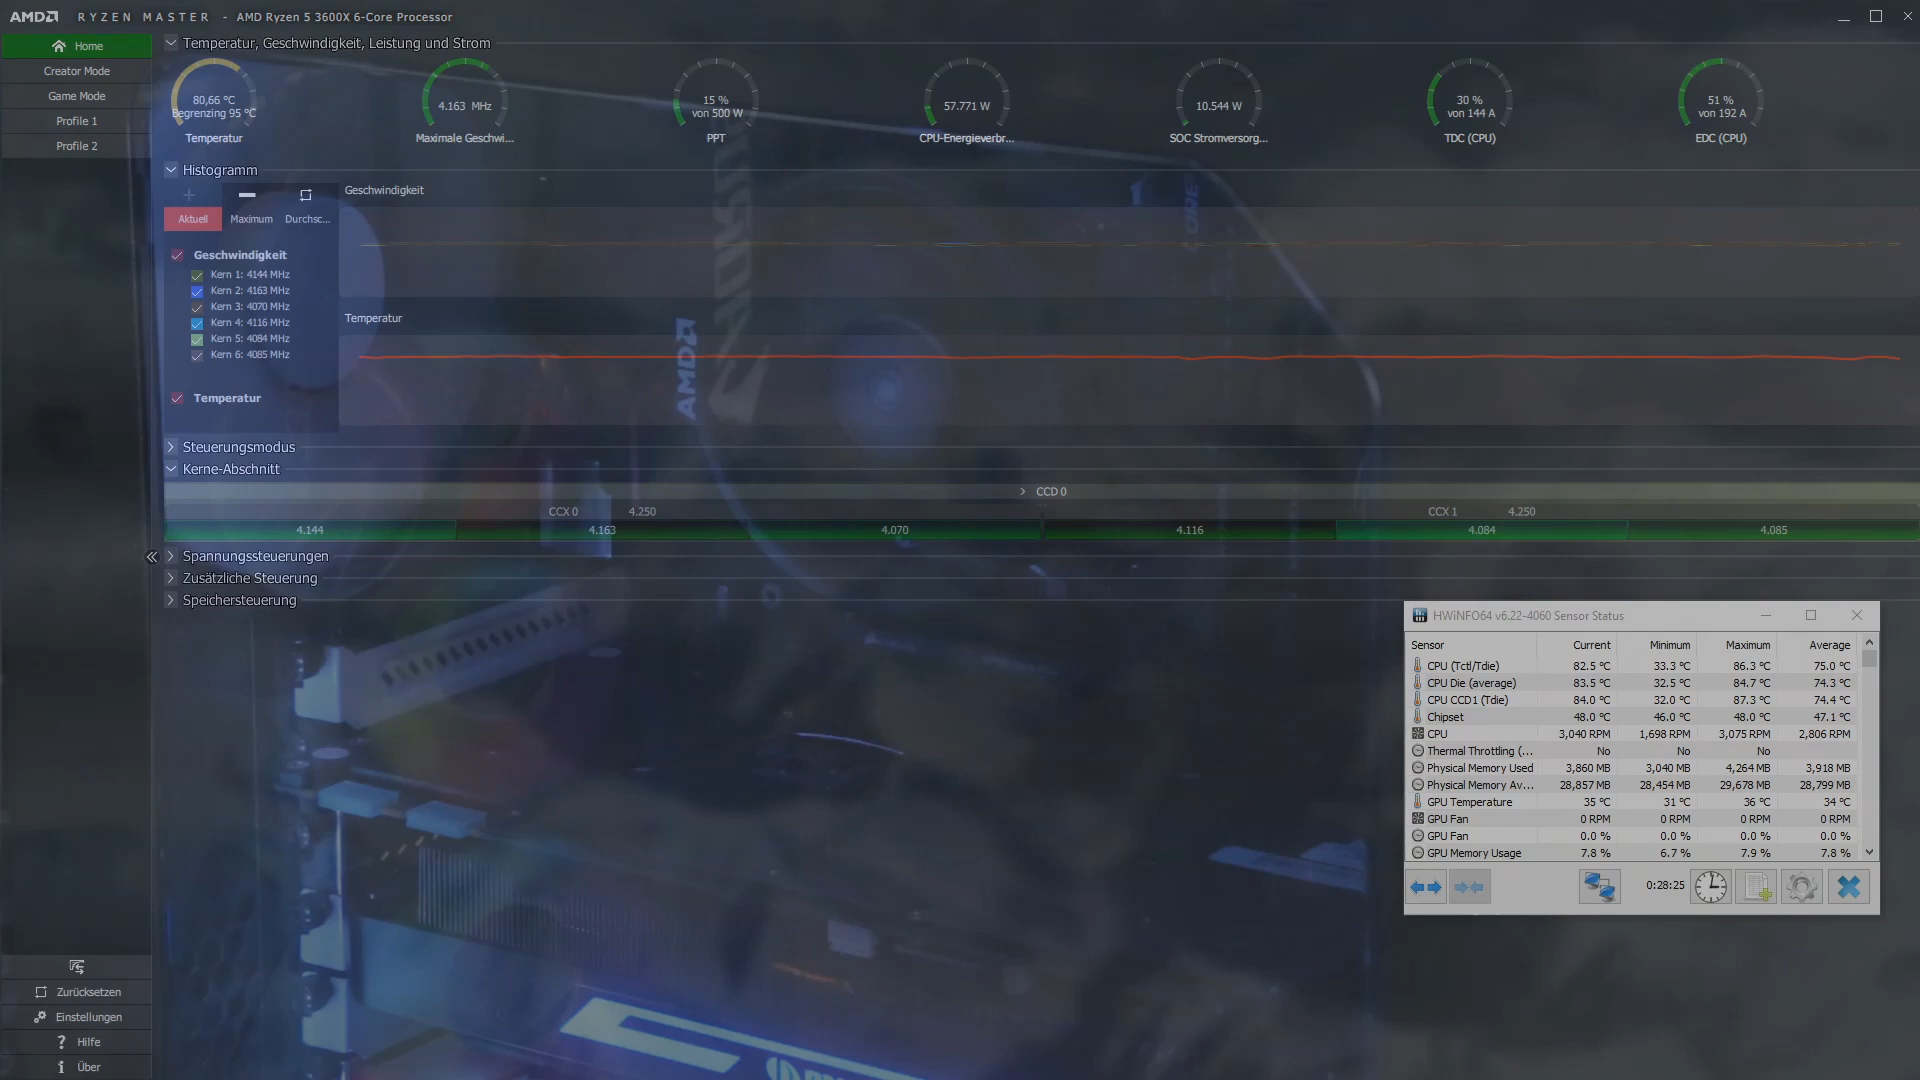 AMD RYZEN MASTER - AMD Ryzen 5 3600X 6-Core Processor
Home
Creator Mode
Game Mode
Profile 1
Profile 2
Temperatur, Geschwindigkeit, Leistung und Strom
80,66 °C
Begrenzing 95 °C
Temperatur
4.163 MHz
Maximale Geschwi...
15 %
von 500 W
PPT
57.771 W
CPU-Energieverbr...
10.544 W
SOC Stromversorg...
30 %
von 144 A
TDC (CPU)
51 %
von 192 A
EDC (CPU)
Histogramm
Aktuell Maximum Durchsc...
Geschwindigkeit
Kern 1: 4144 MHz
Kern 2: 4163 MHz
Kern 3: 4070 MHz
Kern 4: 4116 MHz
Kern 5: 4084 MHz
Kern 6: 4085 MHz
Temperatur
Geschwindigkeit
Temperatur
AMD
CORE
Steuerungsmodus
Kerne-Abschnitt
CCD 0
CCX 0 4.250 CCX 1 4.250
4.144 4.163 4.070 4.116 4.084 4.085
Spannungssteuerungen
Zusätzliche Steuerung
Speichersteuerung
HWiNFO64 v6.22-4060 Sensor Status
Sensor Current Minimum Maximum Average
CPU (Tctl/Tdie) 82.5 °C 33.3 °C 86.3 °C 75.0 °C
CPU Die (average) 83.5 °C 32.5 °C 84.7 °C 74.3 °C
CPU CCD1 (Tdie) 84.0 °C 32.0 °C 87.3 °C 74.4 °C
Chipset 48.0 °C 46.0 °C 48.0 °C 47.1 °C
CPU 3,040 RPM 1,698 RPM 3,075 RPM 2,806 RPM
Thermal Throttling (... No No No
Physical Memory Used 3,860 MB 3,040 MB 4,264 MB 3,918 MB
Physical Memory Av... 28,857 MB 28,454 MB 29,678 MB 28,799 MB
GPU Temperature 35 °C 31 °C 36 °C 34 °C
GPU Fan 0 RPM 0 RPM 0 RPM 0 RPM
GPU Fan 0.0 % 0.0 % 0.0 % 0.0 %
GPU Memory Usage 7.8 % 6.7 % 7.9 % 7.8 %
0:28:25
Zurücksetzen
Einstellungen
Hilfe
Über